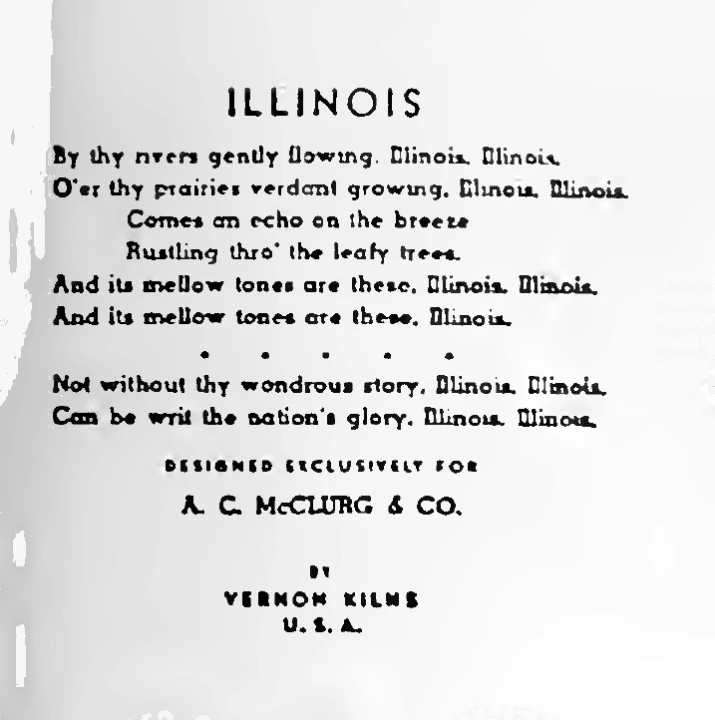 ILLINOIS
By thy rivers gently flowing, Illinois, Illinois,
O'er thy prairies verdant growing, Illinois, Illinois,
Comes an echo on the breeze
Rustling thro' the leafy trees,
And its mellow tones are these, Illinois, Illinois,
And its mellow tones are these, Illinois.
• • • • •
Not without thy wondrous story, Illinois, Illinois,
Can be writ the nation's glory, Illinois, Illinois.
DESIGNED EXCLUSIVELY FOR
A. C. McCLURG & CO.
BY
VERNON KILNS
U. S. A.